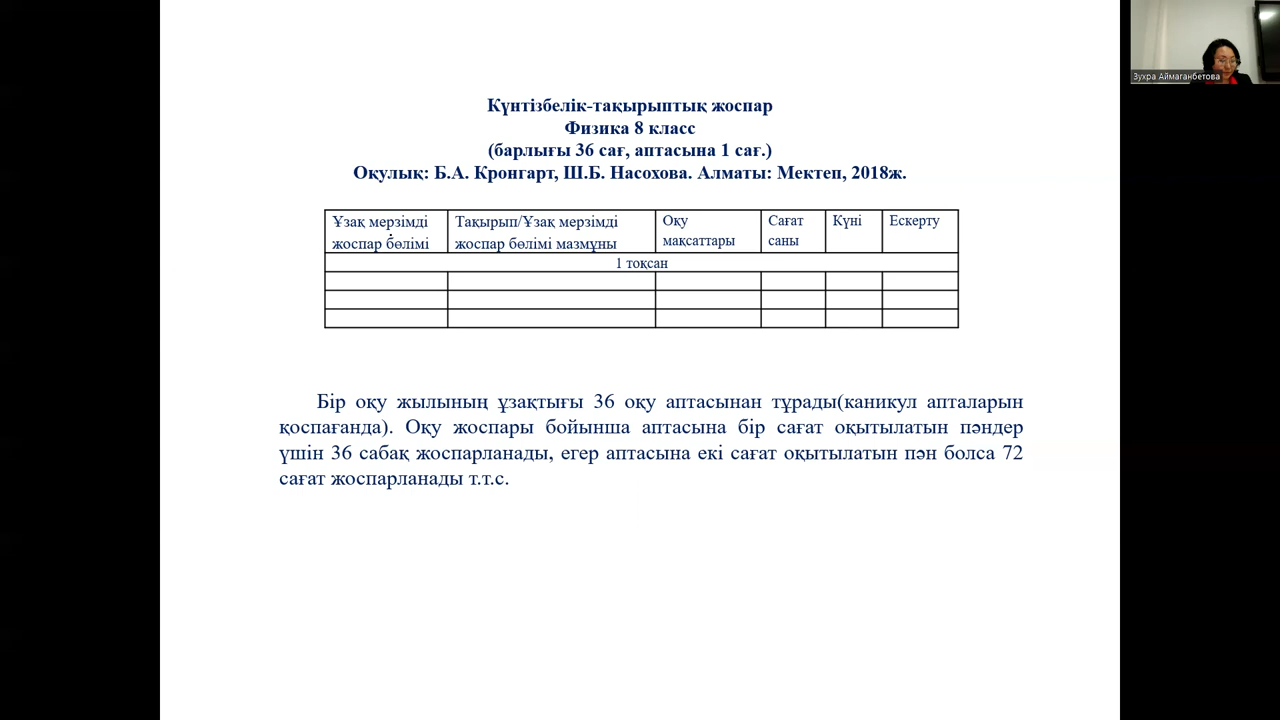 Күнтізбелік-тақырыптық жоспар
Физика 8 класс
(барлығы 36 сағ, аптасына 1 сағ.)
Оқулық: Б.А. Кронгарт, Ш.Б. Насохова. Алматы: Мектеп, 2018ж.
Ұзақ мерзімді
жоспар бөлімі
Тақырып/Ұзақ мерзімді
жоспар бөлімі мазмұны
Оқу
мақсаттары
Сағат
саны
Күні
Ескерту
1 тоқсан
Бір оқу жылының ұзақтығы 36 оқу аптасынан тұрады(каникул апталарын
қоспағанда). Оқу жоспары бойынша аптасына бір сағат оқытылатын пәндер
үшін 36 сабақ жоспарланады, егер аптасына екі сағат оқытылатын пән болса 72
сағат жоспарланады т.т.с.
Зухра Аймаганбетова